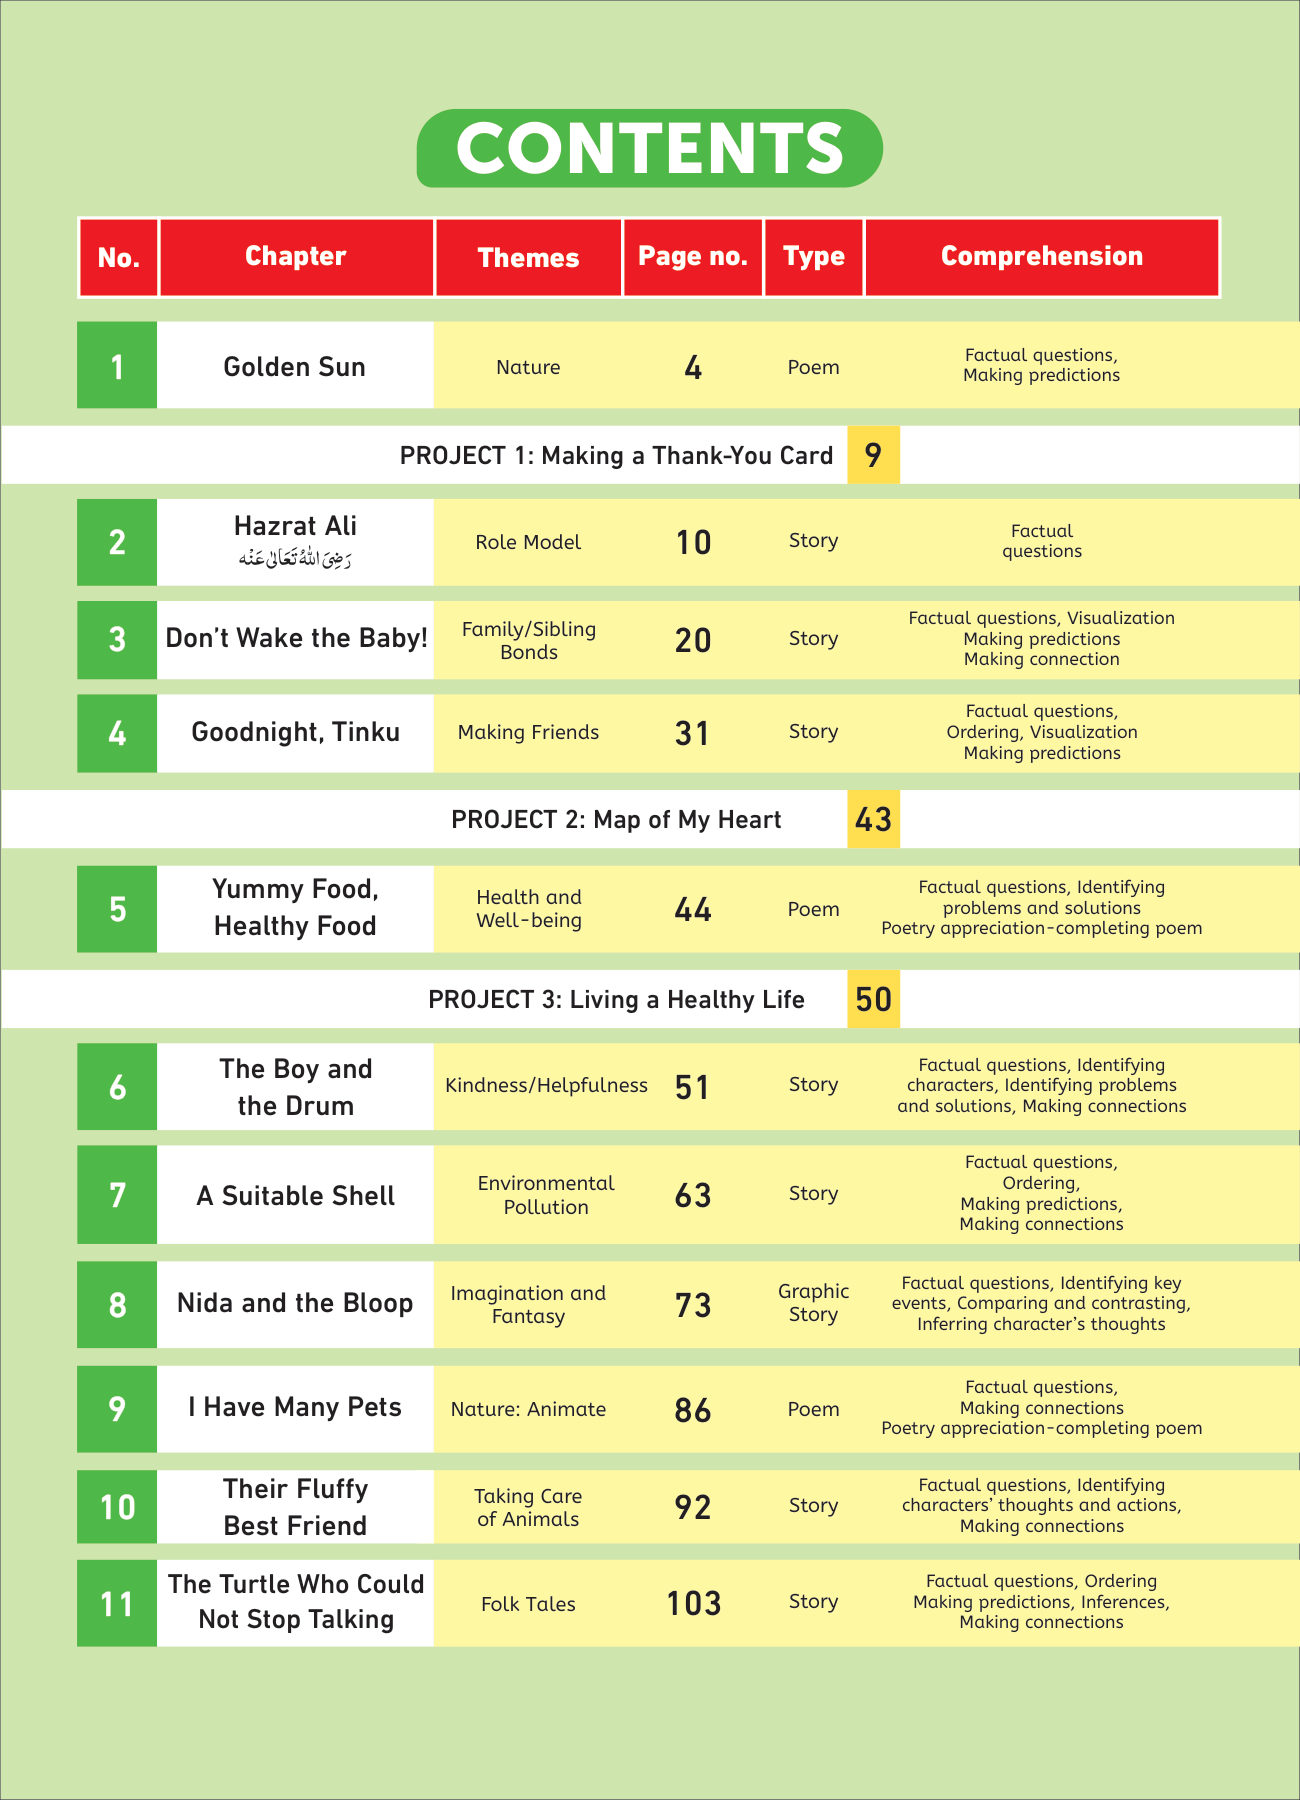 CONTENTS
No. Chapter Themes Page no. Type Comprehension
1 Golden Sun Nature 4 Poem Factual questions,
Making predictions
PROJECT 1: Making a Thank-You Card 9
2 Hazrat Ali
رَضِیَ اللّٰهُ تَعَالٰی عَنْه
Role Model 10 Story Factual
questions
3 Don't Wake the Baby! Family/Sibling
Bonds
20 Story Factual questions, Visualization
Making predictions
Making connection
4 Goodnight, Tinku Making Friends 31 Story Factual questions,
Ordering, Visualization
Making predictions
PROJECT 2: Map of My Heart 43
5 Yummy Food,
Healthy Food
Health and
Well-being
44 Poem Factual questions, Identifying
problems and solutions
Poetry appreciation-completing poem
PROJECT 3: Living a Healthy Life 50
6 The Boy and
the Drum
Kindness/Helpfulness 51 Story Factual questions, Identifying
characters, Identifying problems
and solutions, Making connections
7 A Suitable Shell Environmental
Pollution
63 Story Factual questions,
Ordering,
Making predictions,
Making connections
8 Nida and the Bloop Imagination and
Fantasy
73 Graphic
Story
Factual questions, Identifying key
events, Comparing and contrasting,
Inferring character's thoughts
9 I Have Many Pets Nature: Animate 86 Poem Factual questions,
Making connections
Poetry appreciation-completing poem
10 Their Fluffy
Best Friend
Taking Care
of Animals
92 Story Factual questions, Identifying
characters' thoughts and actions,
Making connections
11 The Turtle Who Could
Not Stop Talking
Folk Tales 103 Story Factual questions, Ordering
Making predictions, Inferences,
Making connections